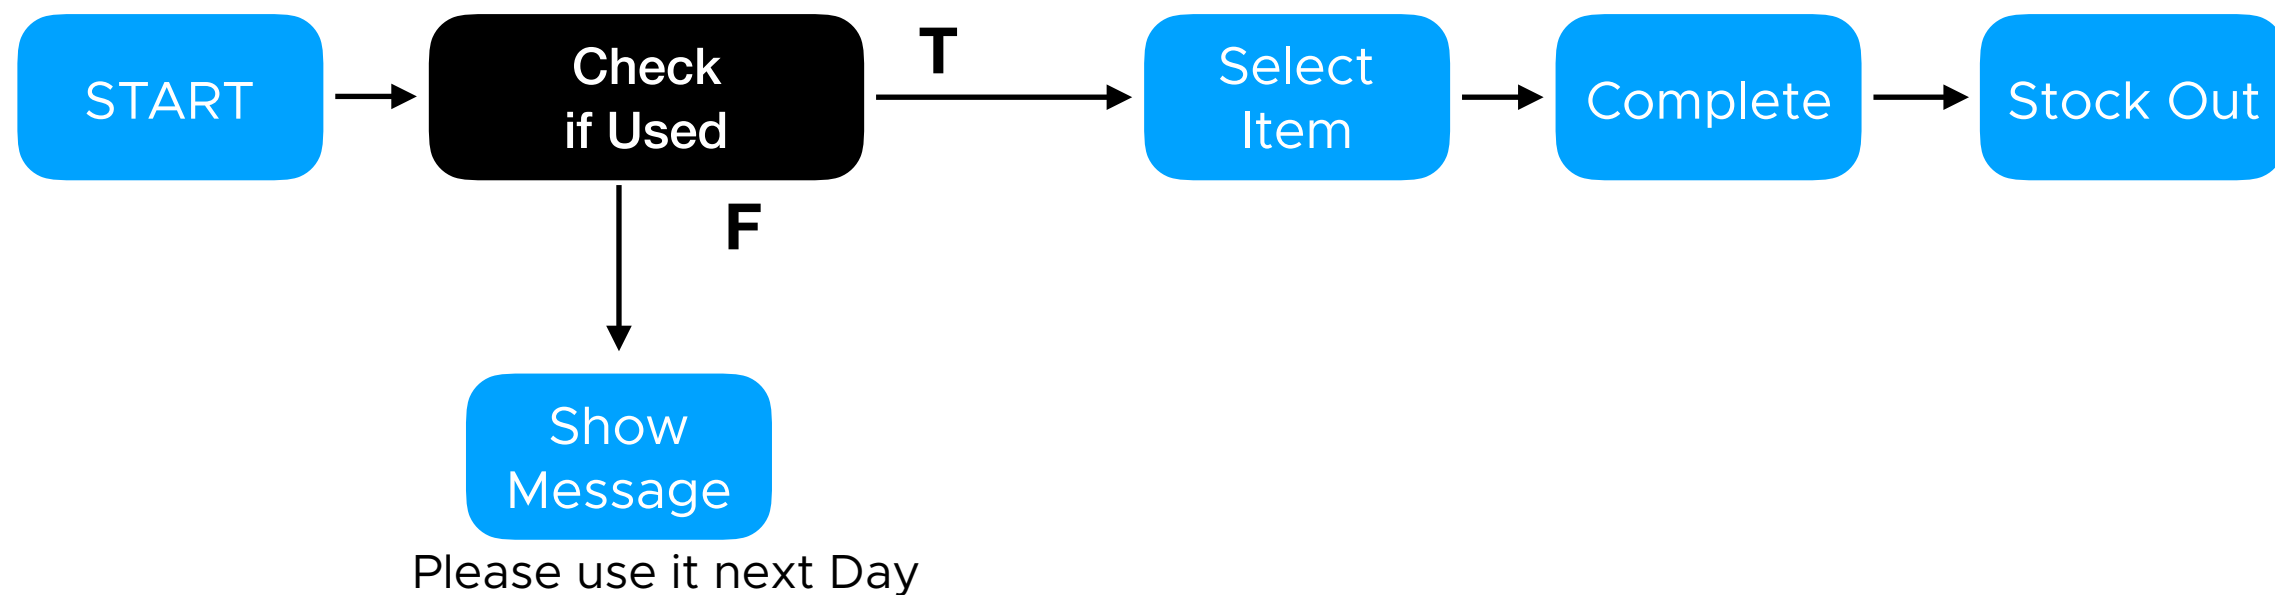 START
Check
if Used
T
Select
Item
Complete
Stock Out
F
Show
Message
Please use it next Day